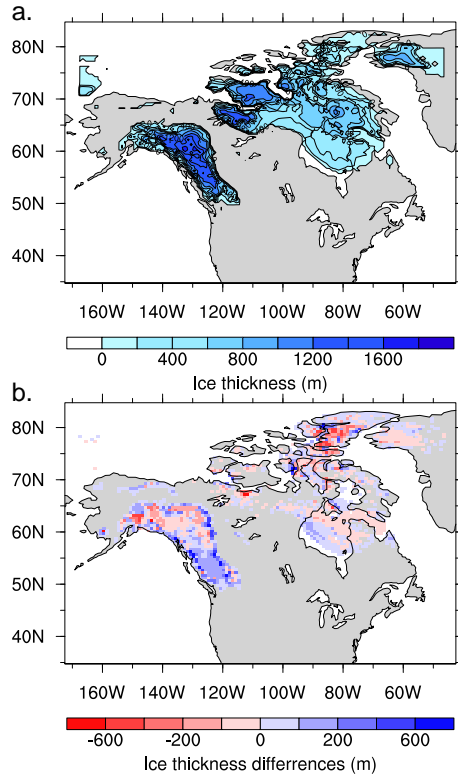 a.
80N
70N
60N
50N
40N
160W 140W 120W 100W 80W 60W
0 400 800 1200 1600
Ice thickness (m)
b.
80N
70N
60N
50N
40N
160W 140W 120W 100W 80W 60W
-600 -200 0 200 600
Ice thickness differrences (m)